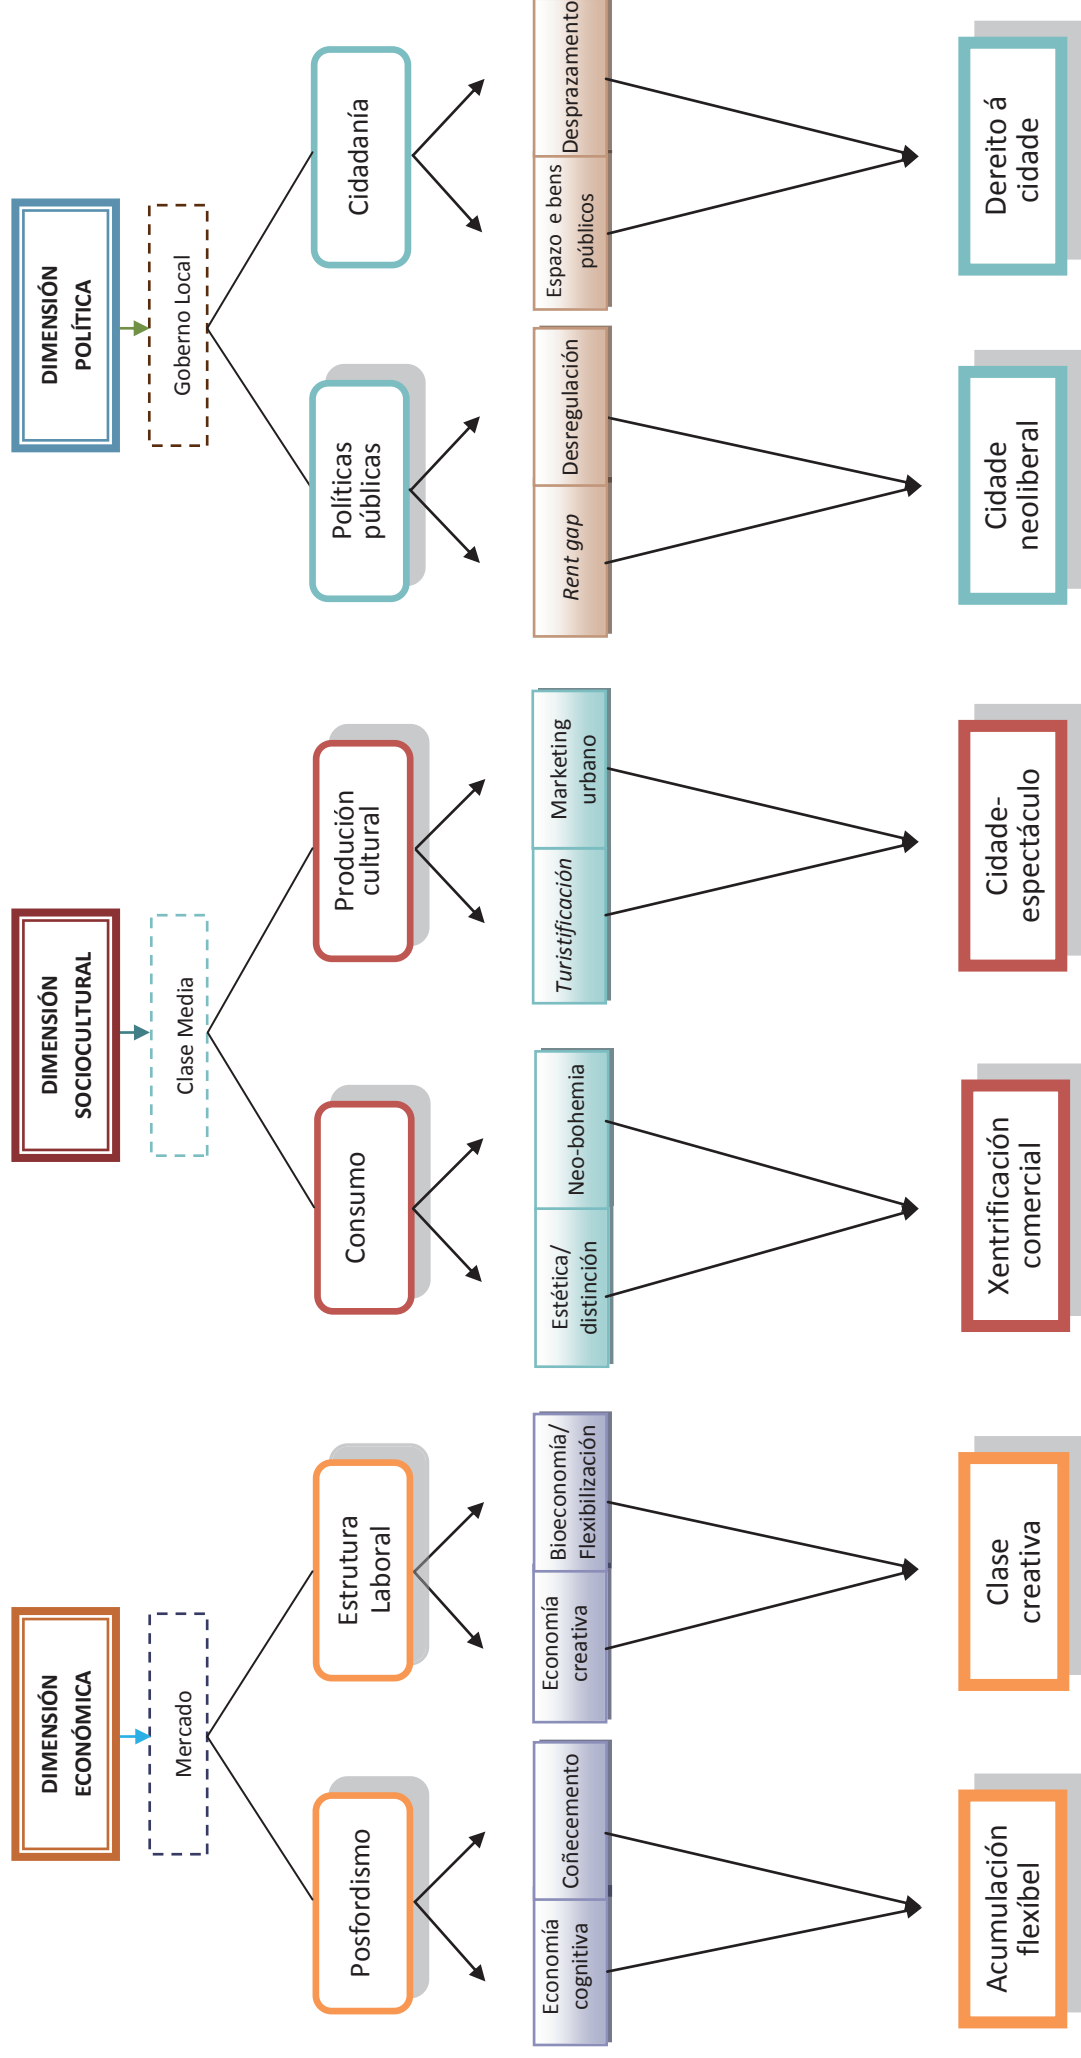 DIMENSIÓN
ECONÓMICA
DIMENSIÓN
SOCIOCULTURAL
DIMENSIÓN
POLÍTICA
Mercado
Clase Media
Goberno Local
Posfordismo
Estrutura
Laboral
Consumo
Produción
cultural
Políticas
públicas
Cidadanía
Economía
cognitiva
Coñecemento
Economía
creativa
Bioeconomía/
Flexibilización
Estética/
distinción
Neo-bohemia
Turistificación
Marketing
urbano
Rent gap
Desregulación
Espazo e bens
públicos
Desprazamento
Acumulación
flexíbel
Clase
creativa
Xentrificación
comercial
Cidade-
espectáculo
Cidade
neoliberal
Dereito á
cidade